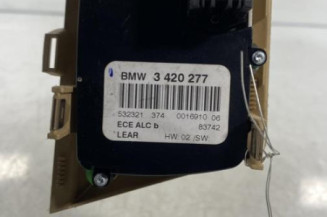 BMW 3 420 277
532321 374 0016910 06
ECE ALC b 83742
LEAR HW: 02 /SW: